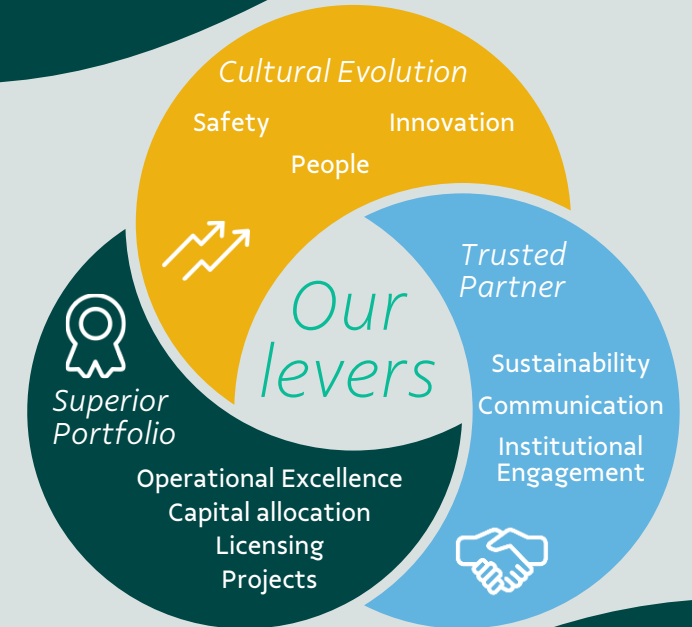 Cultural Evolution
Safety
Innovation
People
Our
levers
Trusted
Partner
Sustainability
Communication
Institutional
Engagement
Superior
Portfolio
Operational Excellence
Capital allocation
Licensing
Projects